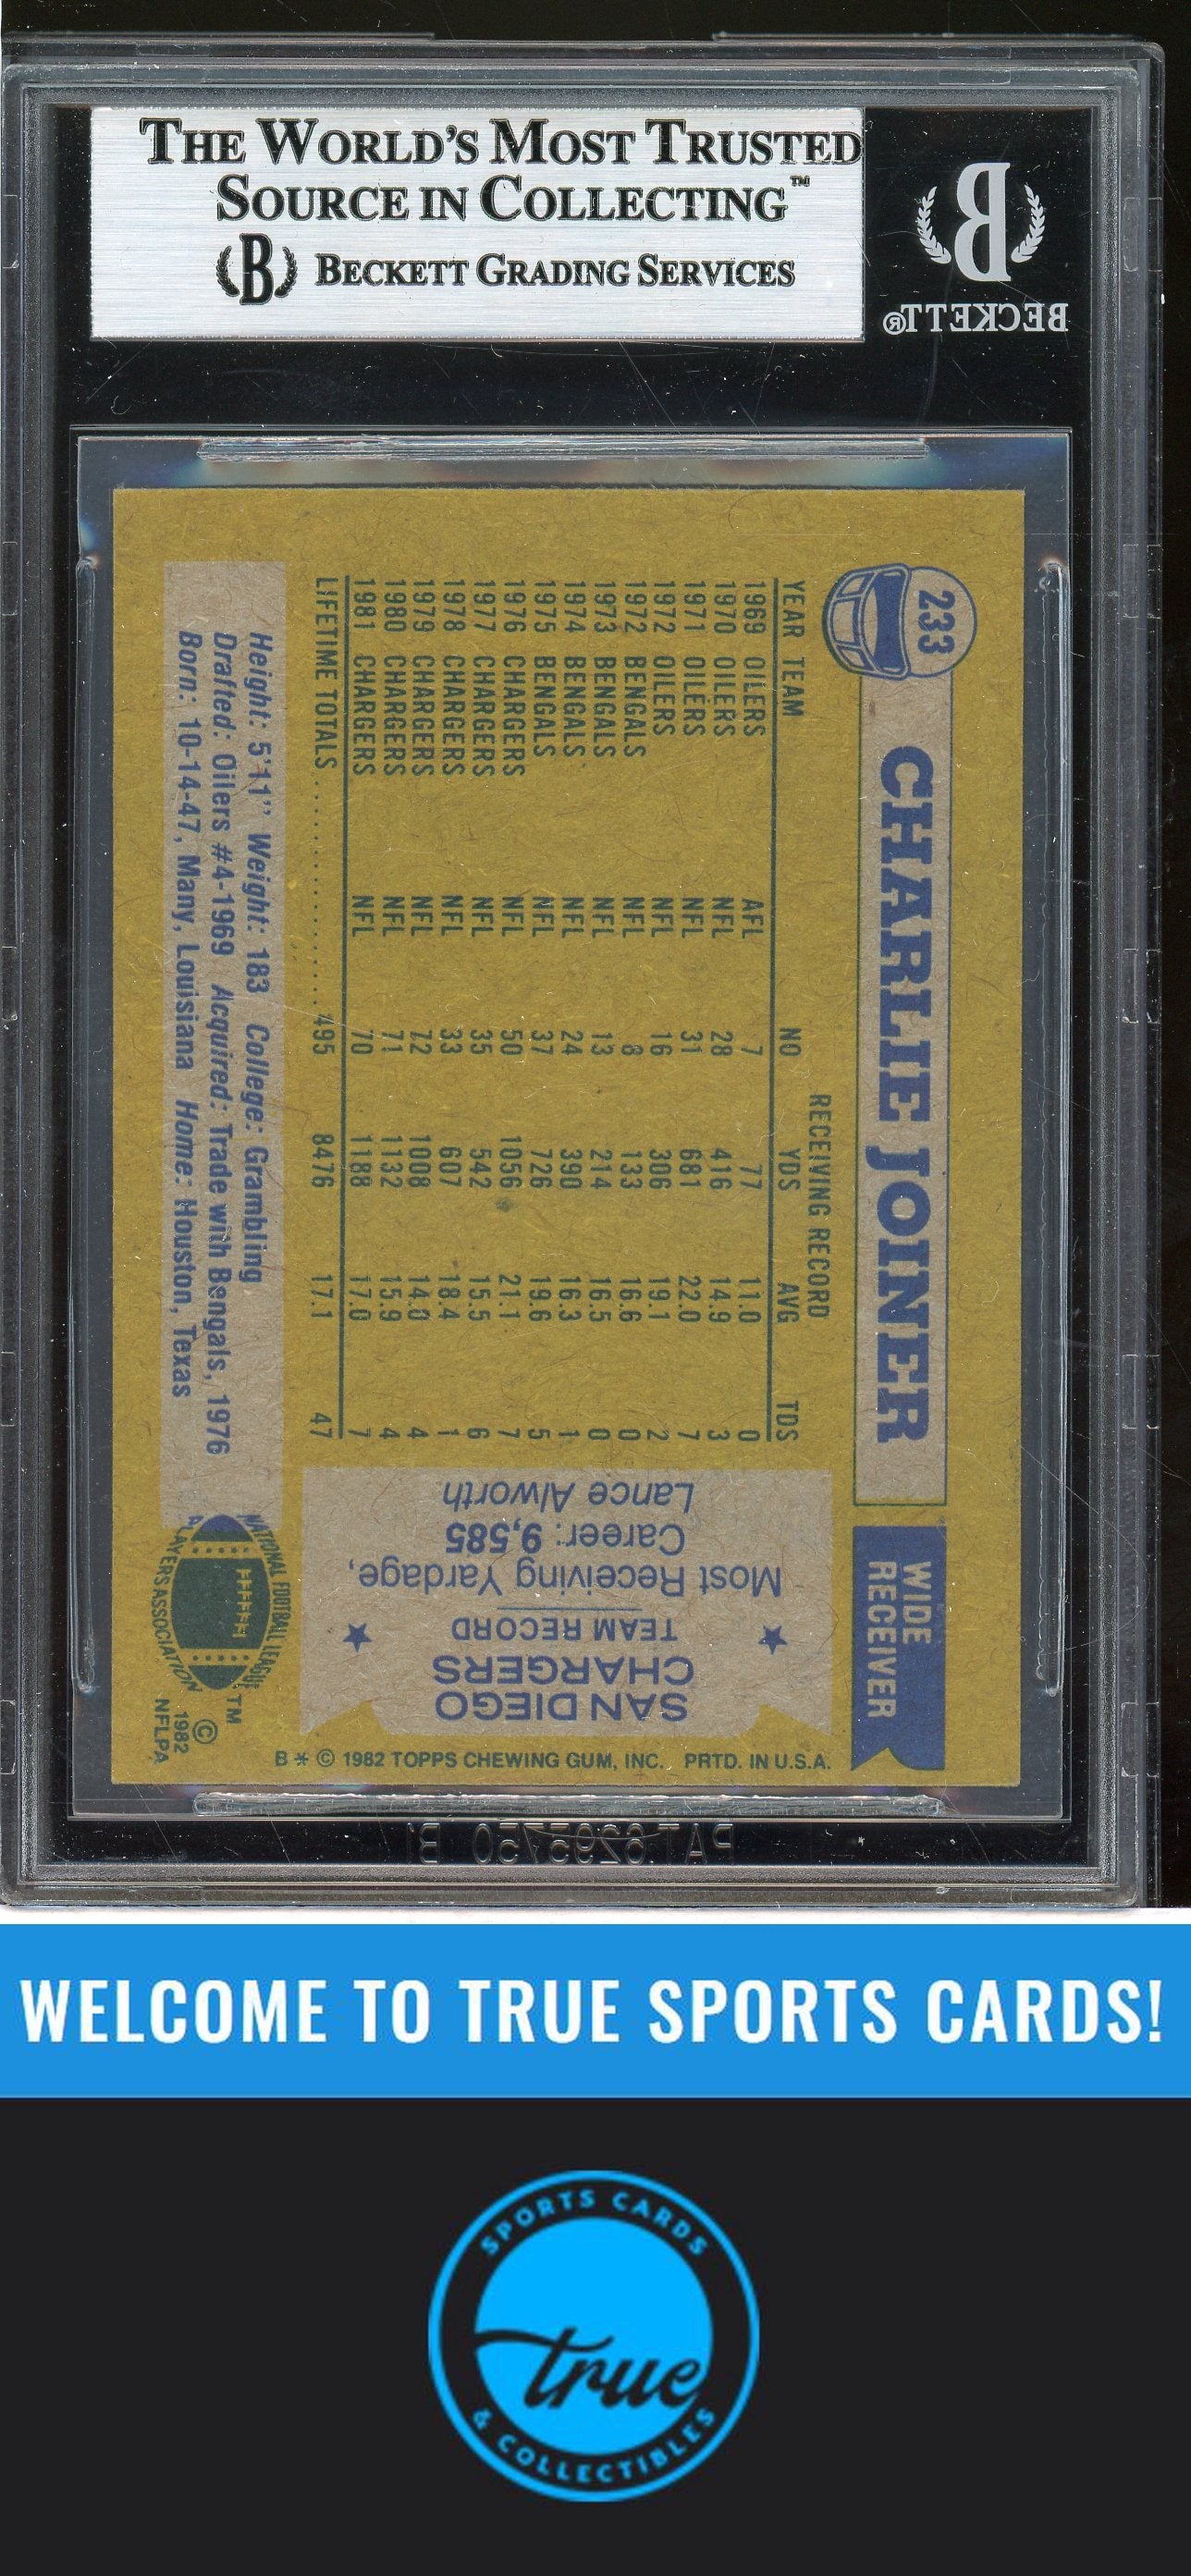 THE WORLD'S MOST TRUSTED
SOURCE IN COLLECTING™
B BECKETT GRADING SERVICES
B
BECKETT®
233 CHARLIE JOINER WIDE RECEIVER
RECEIVING RECORD
YEAR TEAM NO YDS AVG TDS
1969 OILERS AFL 7 77 11.0 0
1970 OILERS NFL 28 416 14.9 3
1971 OILERS NFL 31 681 22.0 7
1972 OILERS NFL 16 306 19.1 2
1972 BENGALS NFL 8 133 16.6 0
1973 BENGALS NFL 13 214 16.5 0
1974 BENGALS NFL 24 390 16.3 1
1975 BENGALS NFL 37 726 19.6 5
1976 CHARGERS NFL 50 1056 21.1 7
1977 CHARGERS NFL 35 542 15.5 6
1978 CHARGERS NFL 33 607 18.4 1
1979 CHARGERS NFL 72 1008 14.0 4
1980 CHARGERS NFL 71 1132 15.9 4
1981 CHARGERS NFL 70 1188 17.0 7
LIFETIME TOTALS 495 8476 17.1 47
Height: 5'11" Weight: 183 College: Grambling
Drafted: Oilers #4-1969 Acquired: Trade with Bengals, 1976
Born: 10-14-47, Many, Louisiana Home: Houston, Texas
SAN DIEGO
CHARGERS
TEAM RECORD
Most Receiving Yardage,
Career: 9,585
Lance Alworth
NATIONAL FOOTBALL LEAGUE
PLAYERS ASSOCIATION
TM
©
1982
NFLPA
B * © 1982 TOPPS CHEWING GUM, INC. PRTD. IN U.S.A.
PAT.6295750 B1
WELCOME TO TRUE SPORTS CARDS!
SPORTS CARDS
true
& COLLECTIBLES